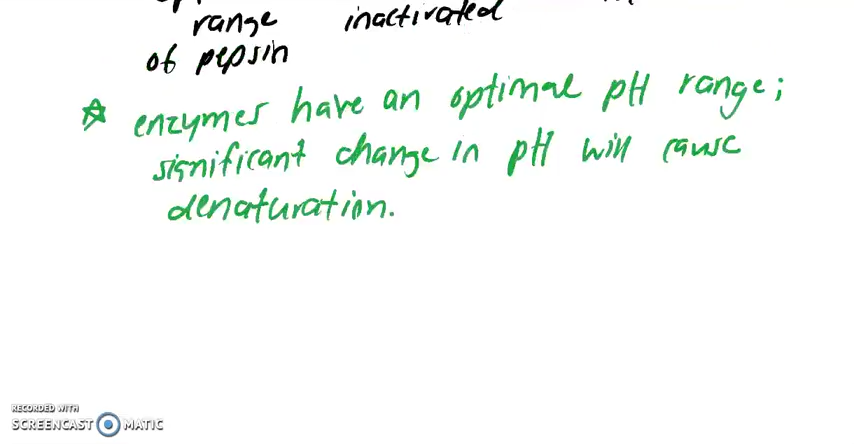 range inactivated
of pepsin
☆ enzymes have an optimal pH range;
significant change in pH will cause
denaturation.
RECORDED WITH
SCREENCAST MATIC